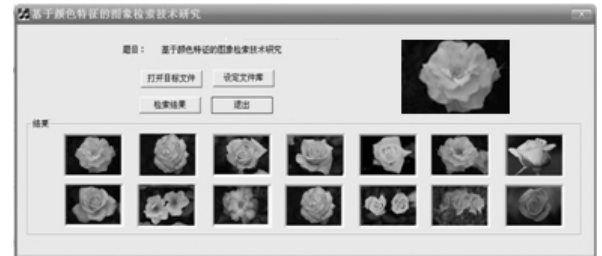 基于颜色特征的图象检索技术研究
题目： 基于颜色特征的图象检索技术研究
打开目标文件 设定文件库
检索结果 退出
结果